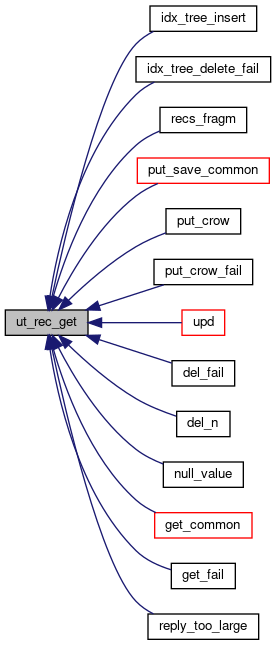 idx_tree_insert
idx_tree_delete_fail
recs_fragm
put_save_common
put_crow
put_crow_fail
ut_rec_get
upd
del_fail
del_n
null_value
get_common
get_fail
reply_too_large